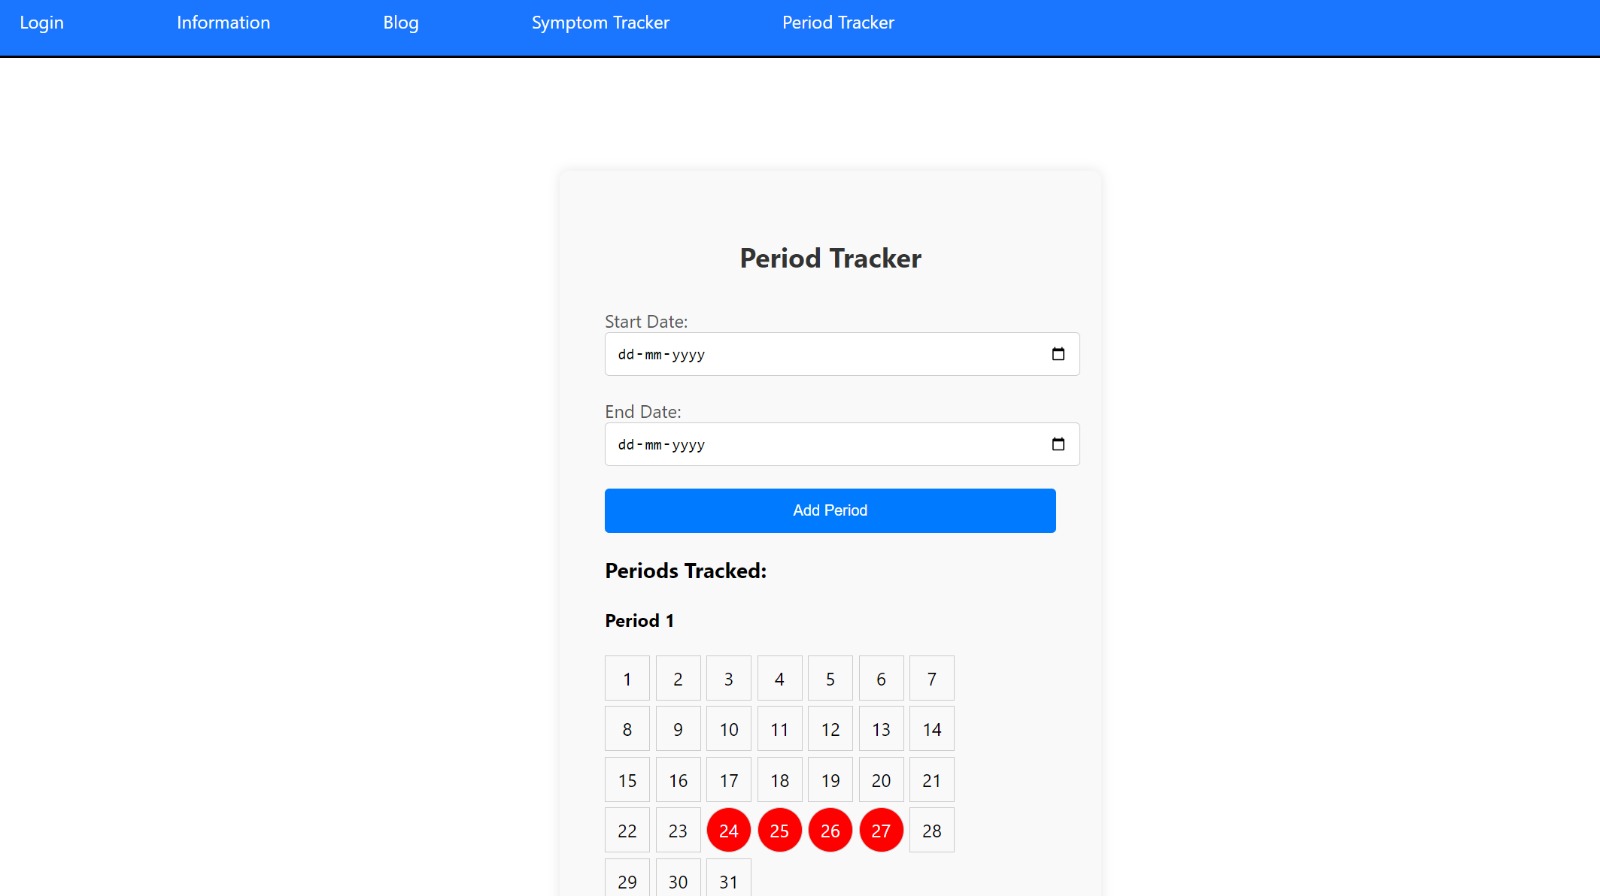 Login Information Blog Symptom Tracker Period Tracker
Period Tracker
Start Date:
dd-mm-yyyy
End Date:
dd-mm-yyyy
Add Period
Periods Tracked:
Period 1
1 2 3 4 5 6 7
8 9 10 11 12 13 14
15 16 17 18 19 20 21
22 23 24 25 26 27 28
29 30 31